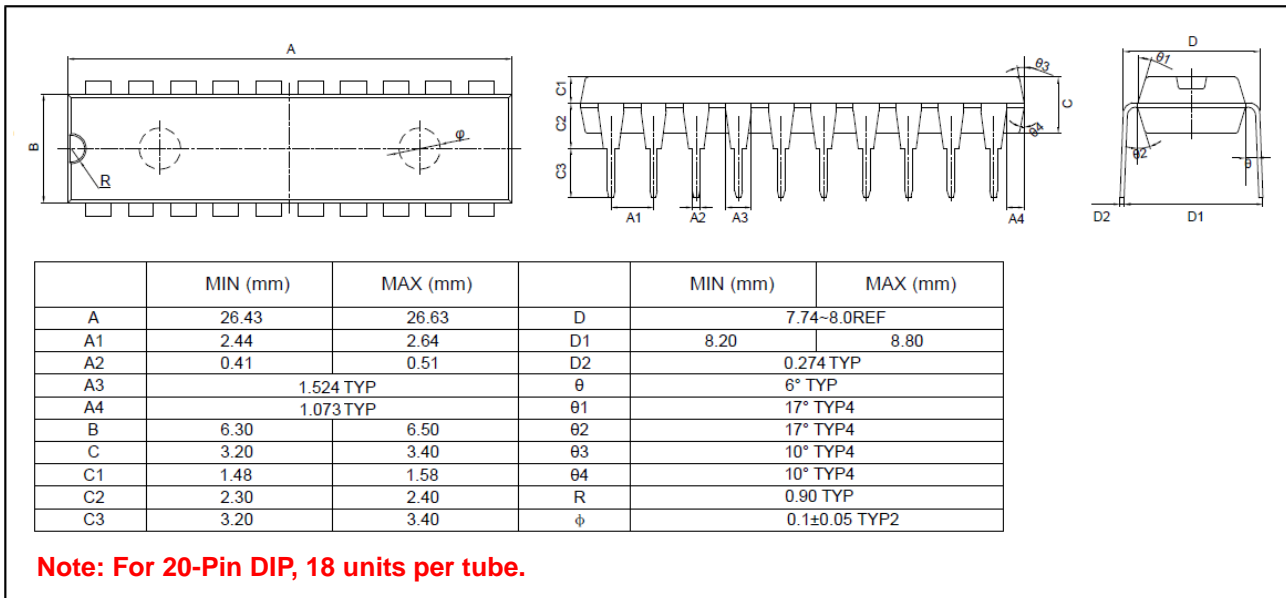 A
B
R
φ
C1
C2
C3
A1
A2
A3
A4
θ3
θ4
C
D
θ1
θ2
θ
D2
D1
MIN (mm) MAX (mm) MIN (mm) MAX (mm)
A 26.43 26.63 D 7.74~8.0REF
A1 2.44 2.64 D1 8.20 8.80
A2 0.41 0.51 D2 0.274 TYP
A3 1.524 TYP θ 6° TYP
A4 1.073 TYP θ1 17° TYP4
B 6.30 6.50 θ2 17° TYP4
C 3.20 3.40 θ3 10° TYP4
C1 1.48 1.58 θ4 10° TYP4
C2 2.30 2.40 R 0.90 TYP
C3 3.20 3.40 ϕ 0.1±0.05 TYP2
Note: For 20-Pin DIP, 18 units per tube.